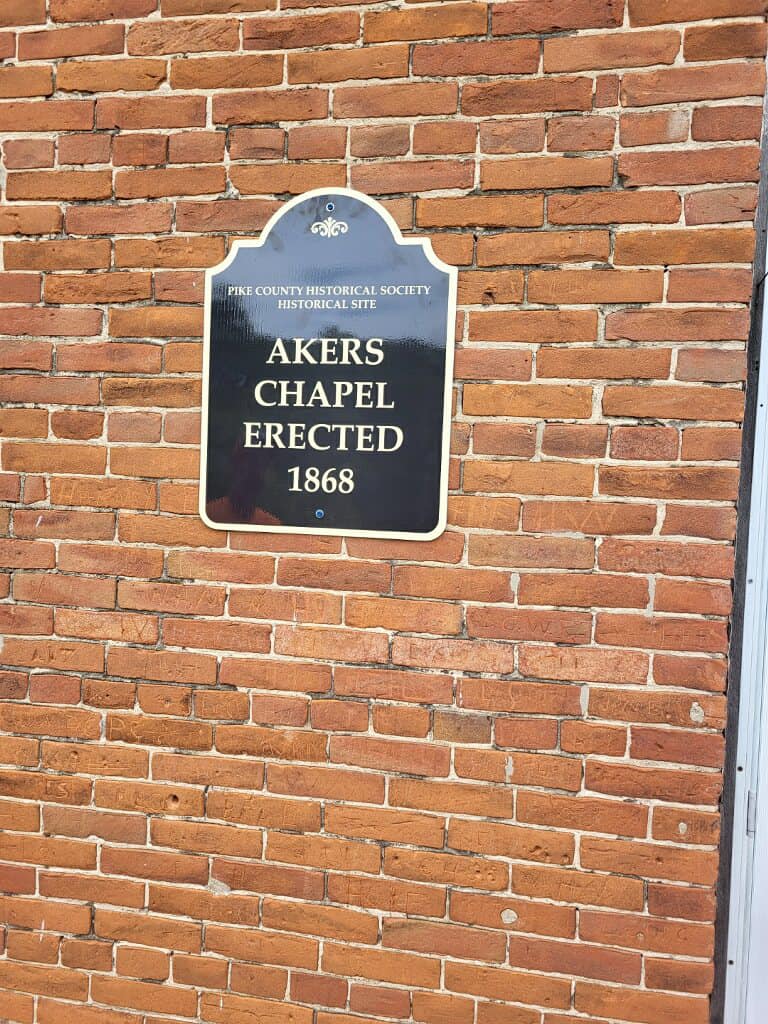 PIKE COUNTY HISTORICAL SOCIETY
HISTORICAL SITE
AKERS
CHAPEL
ERECTED
1868